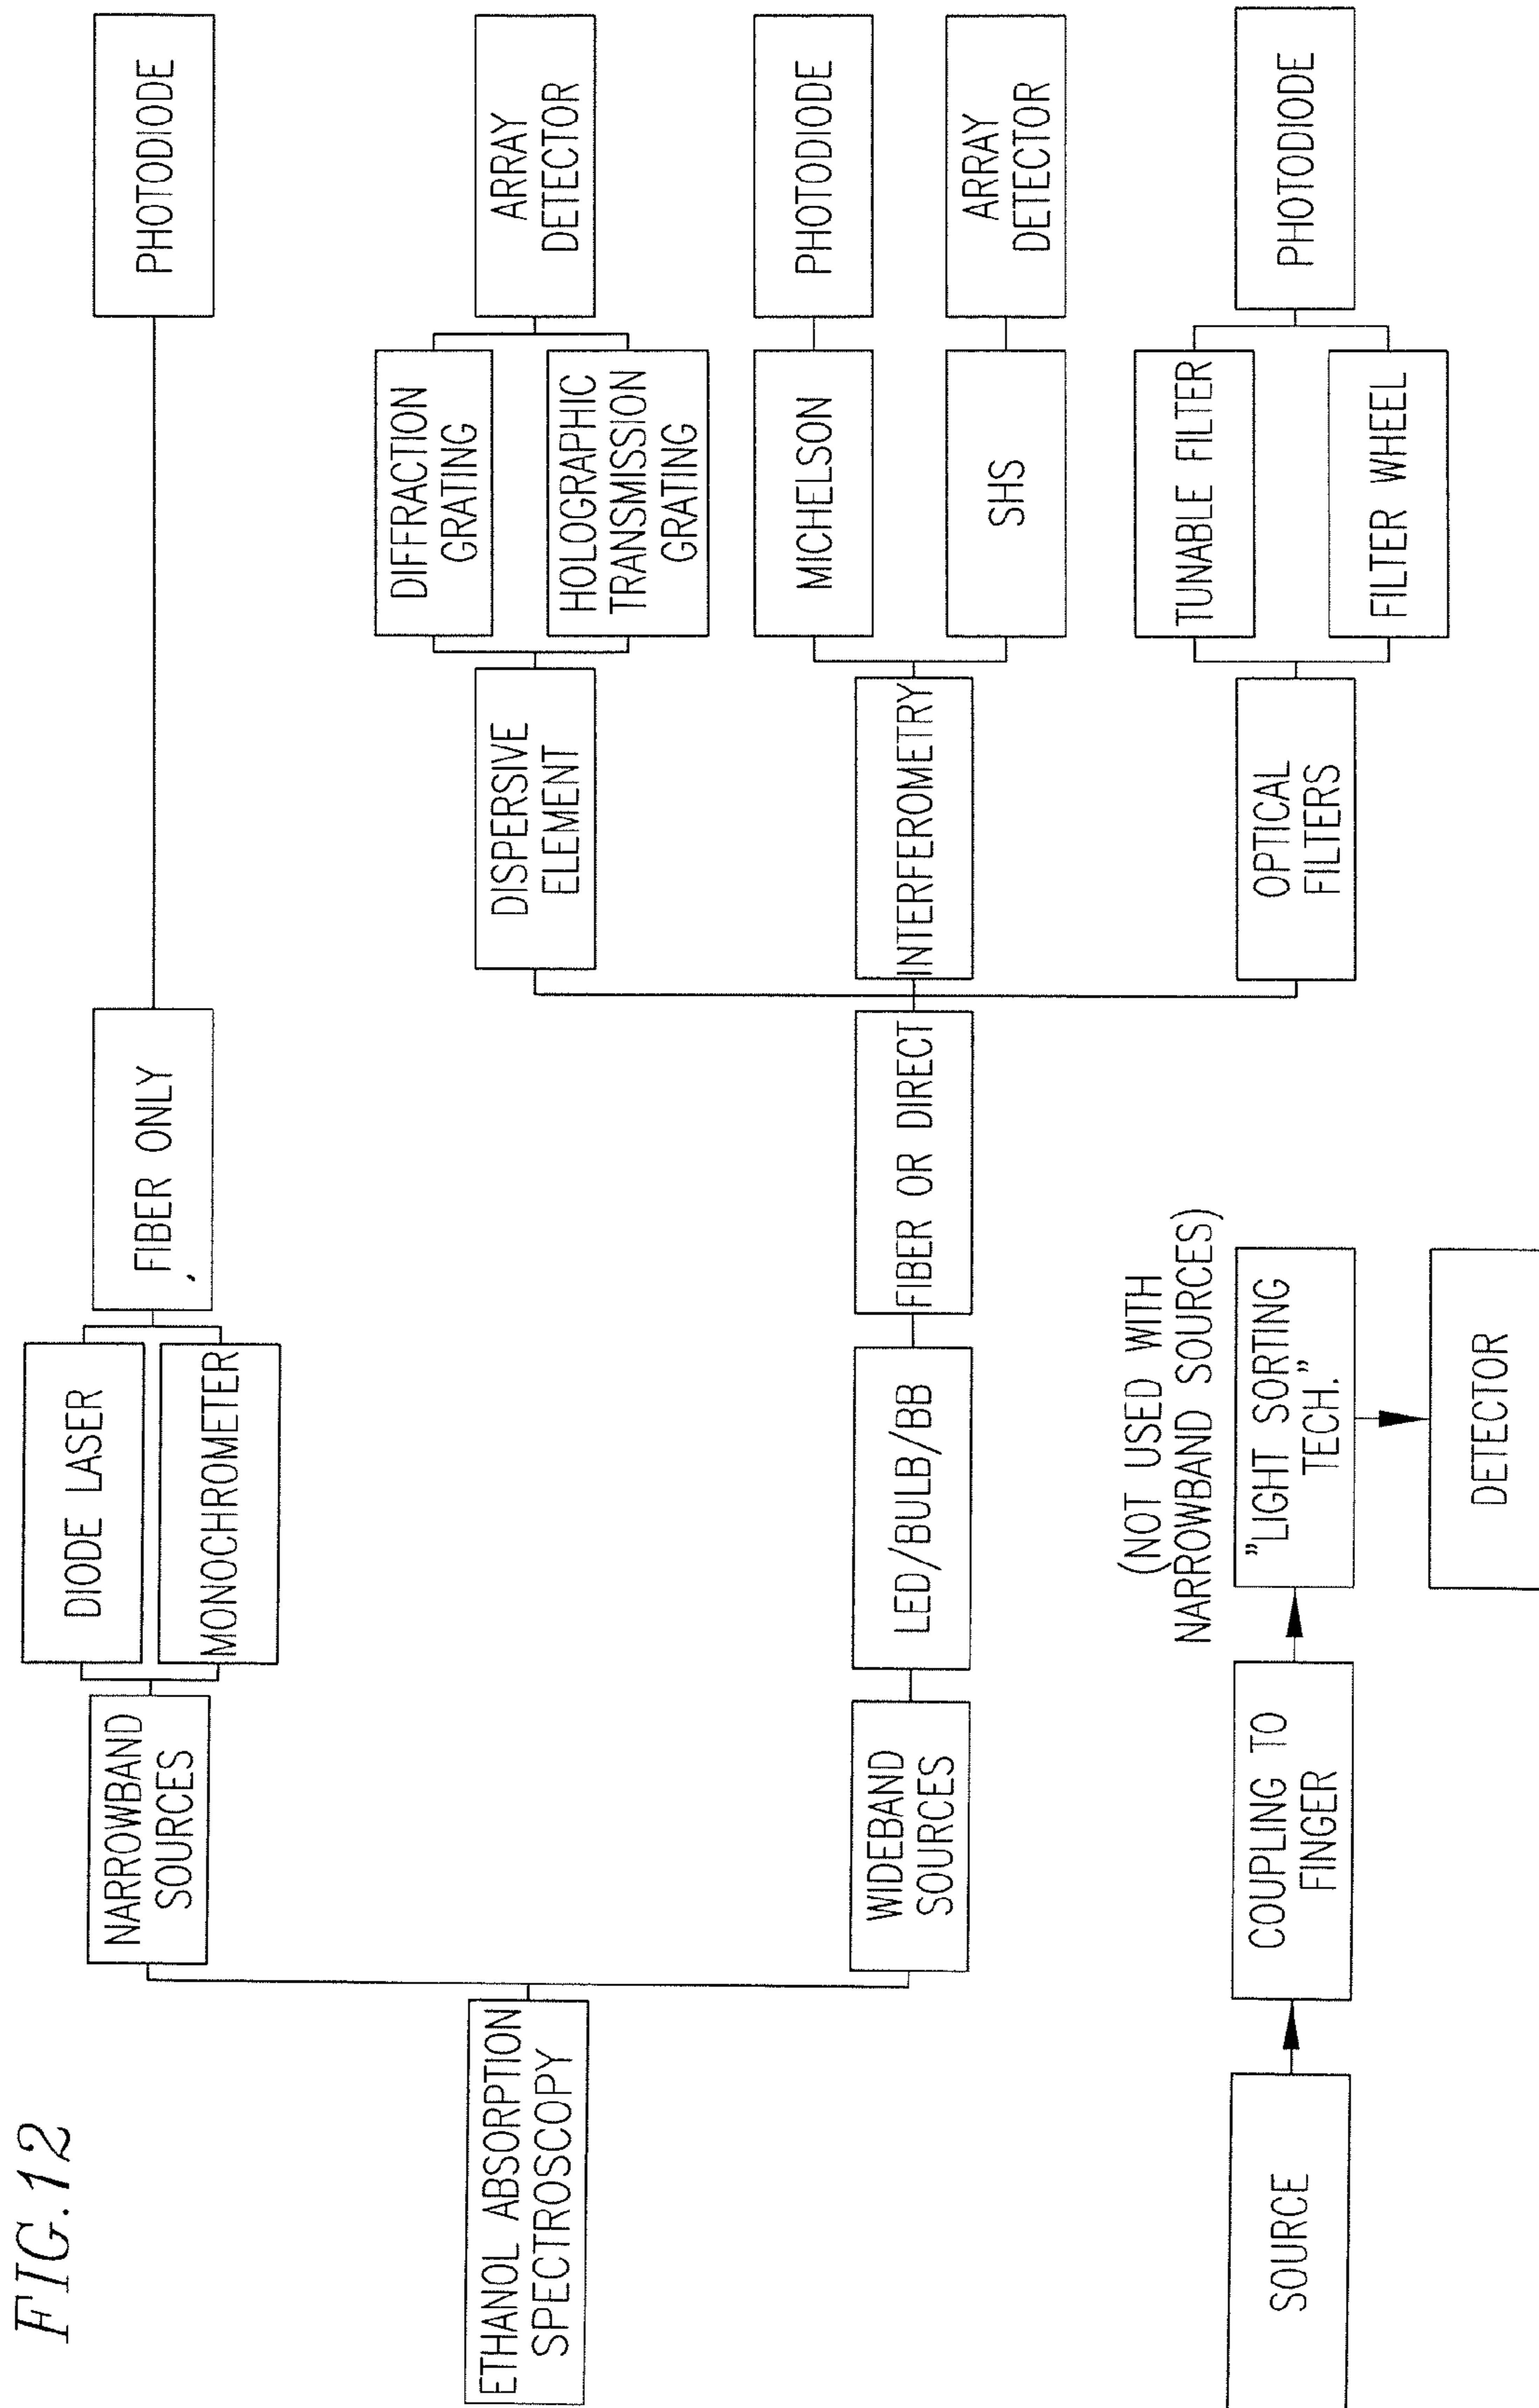 FIG.12
ETHANOL ABSORPTION
SPECTROSCOPY
NARROWBAND
SOURCES
DIODE LASER
MONOCHROMETER
FIBER ONLY
PHOTODIODE
WIDEBAND
SOURCES
LED/BULB/BB
FIBER OR DIRECT
DISPERSIVE
ELEMENT
DIFFRACTION
GRATING
HOLOGRAPHIC
TRANSMISSION
GRATING
ARRAY
DETECTOR
INTERFEROMETRY
MICHELSON
PHOTODIODE
SHS
ARRAY
DETECTOR
OPTICAL
FILTERS
TUNABLE FILTER
FILTER WHEEL
PHOTODIODE
SOURCE
COUPLING TO
FINGER
(NOT USED WITH
NARROWBAND SOURCES)
"LIGHT SORTING
TECH."
DETECTOR